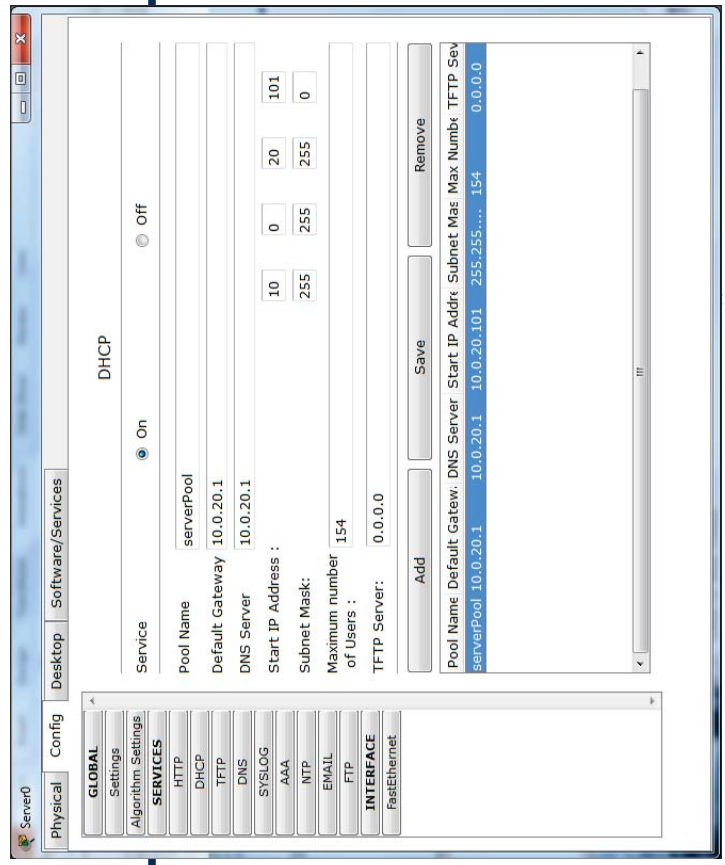 Server0
Physical Config Desktop Software/Services
GLOBAL
Settings
Algorithm Settings
SERVICES
HTTP
DHCP
TFTP
DNS
SYSLOG
AAA
NTP
EMAIL
FTP
INTERFACE
FastEthernet
DHCP
Service On Off
Pool Name serverPool
Default Gateway 10.0.20.1
DNS Server 10.0.20.1
Start IP Address : 10 0 20 101
Subnet Mask: 255 255 255 0
Maximum number
of Users : 154
TFTP Server: 0.0.0.0
Add Save Remove
Pool Name Default Gatew DNS Server Start IP Addre Subnet Mas Max Numbe TFTP Sev
serverPool 10.0.20.1 10.0.20.1 10.0.20.101 255.255.... 154 0.0.0.0